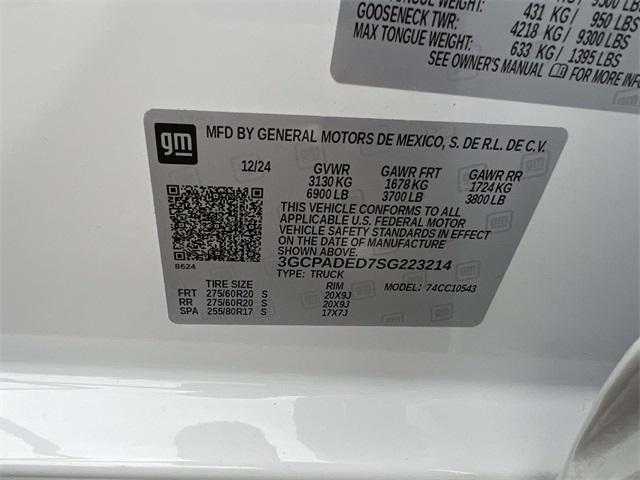 9500 LBS
431 KG / 950 LBS
GOOSENECK TWR: 4218 KG / 9300 LBS
MAX TONGUE WEIGHT: 633 KG / 1395 LBS
SEE OWNER'S MANUAL FOR MORE INFO
gm MFD BY GENERAL MOTORS DE MEXICO, S. DE R.L. DE C.V.
12/24 GVWR GAWR FRT GAWR RR
3130 KG 1678 KG 1724 KG
6900 LB 3700 LB 3800 LB
THIS VEHICLE CONFORMS TO ALL
APPLICABLE U.S. FEDERAL MOTOR
VEHICLE SAFETY STANDARDS IN EFFECT
ON THE DATE OF MANUFACTURE
SHOWN ABOVE.
8624 3GCPADED7SG223214
TYPE: TRUCK MODEL: 74CC10543
TIRE SIZE RIM
FRT 275/60R20 S 20X9J
RR 275/60R20 S 20X9J
SPA 255/80R17 S 17X7J